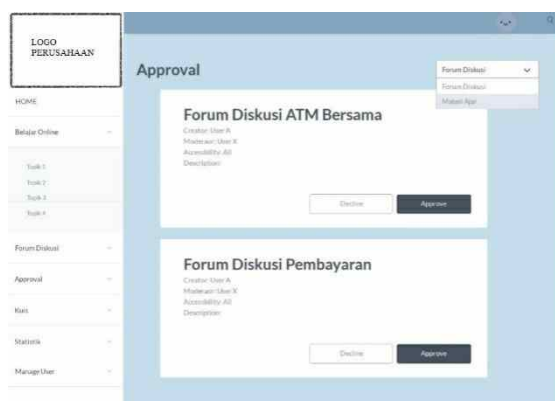 LOGO
PERUSAHAAN
HOME
Belajar Online
Topik 1
Topik 2
Topik 3
Topik 4
Forum Diskusi
Approval
Kuis
Statistik
Manage User
Approval
Forum Diskusi
Forum Diskusi
Materi Ajar
Forum Diskusi ATM Bersama
Creator: User A
Moderator: User X
Accessibility: All
Description:
Decline
Approve
Forum Diskusi Pembayaran
Creator: User A
Moderator: User X
Accessibility: All
Description:
Decline
Approve